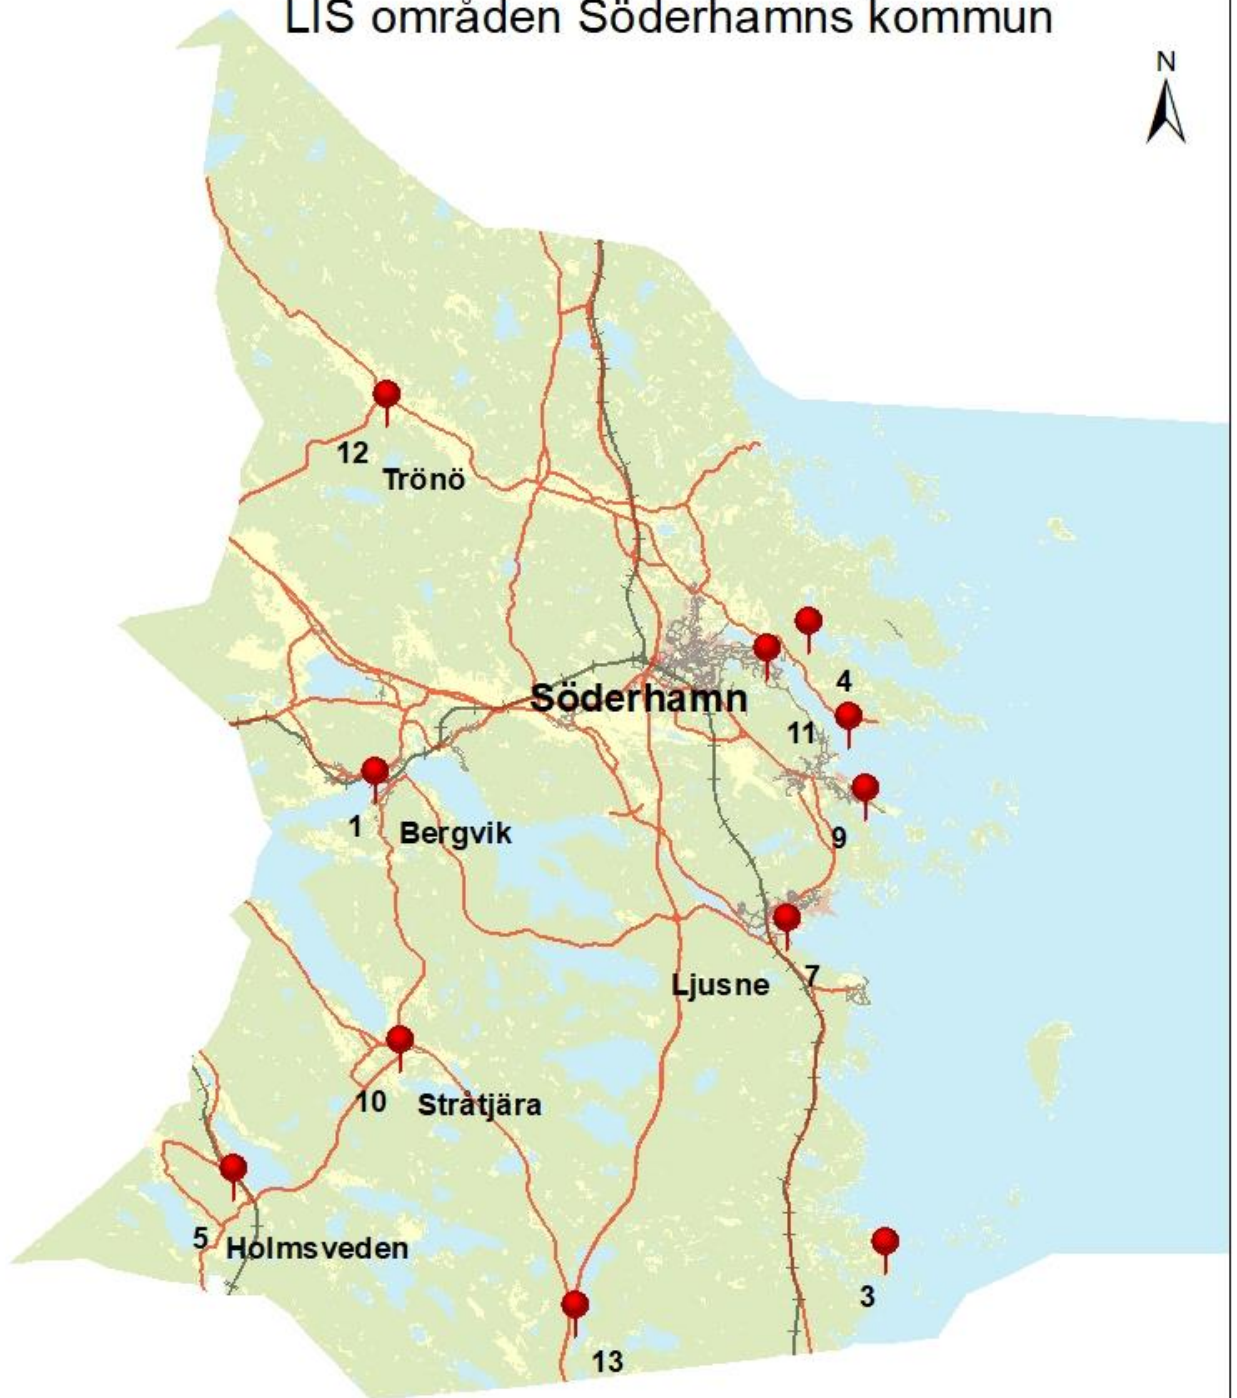 LIS områden Söderhamns kommun
N
12
Trönö
4
Söderhamn
11
1
Bergvik
9
7
Ljusne
10
Stråtjära
5
Holmsveden
3
13